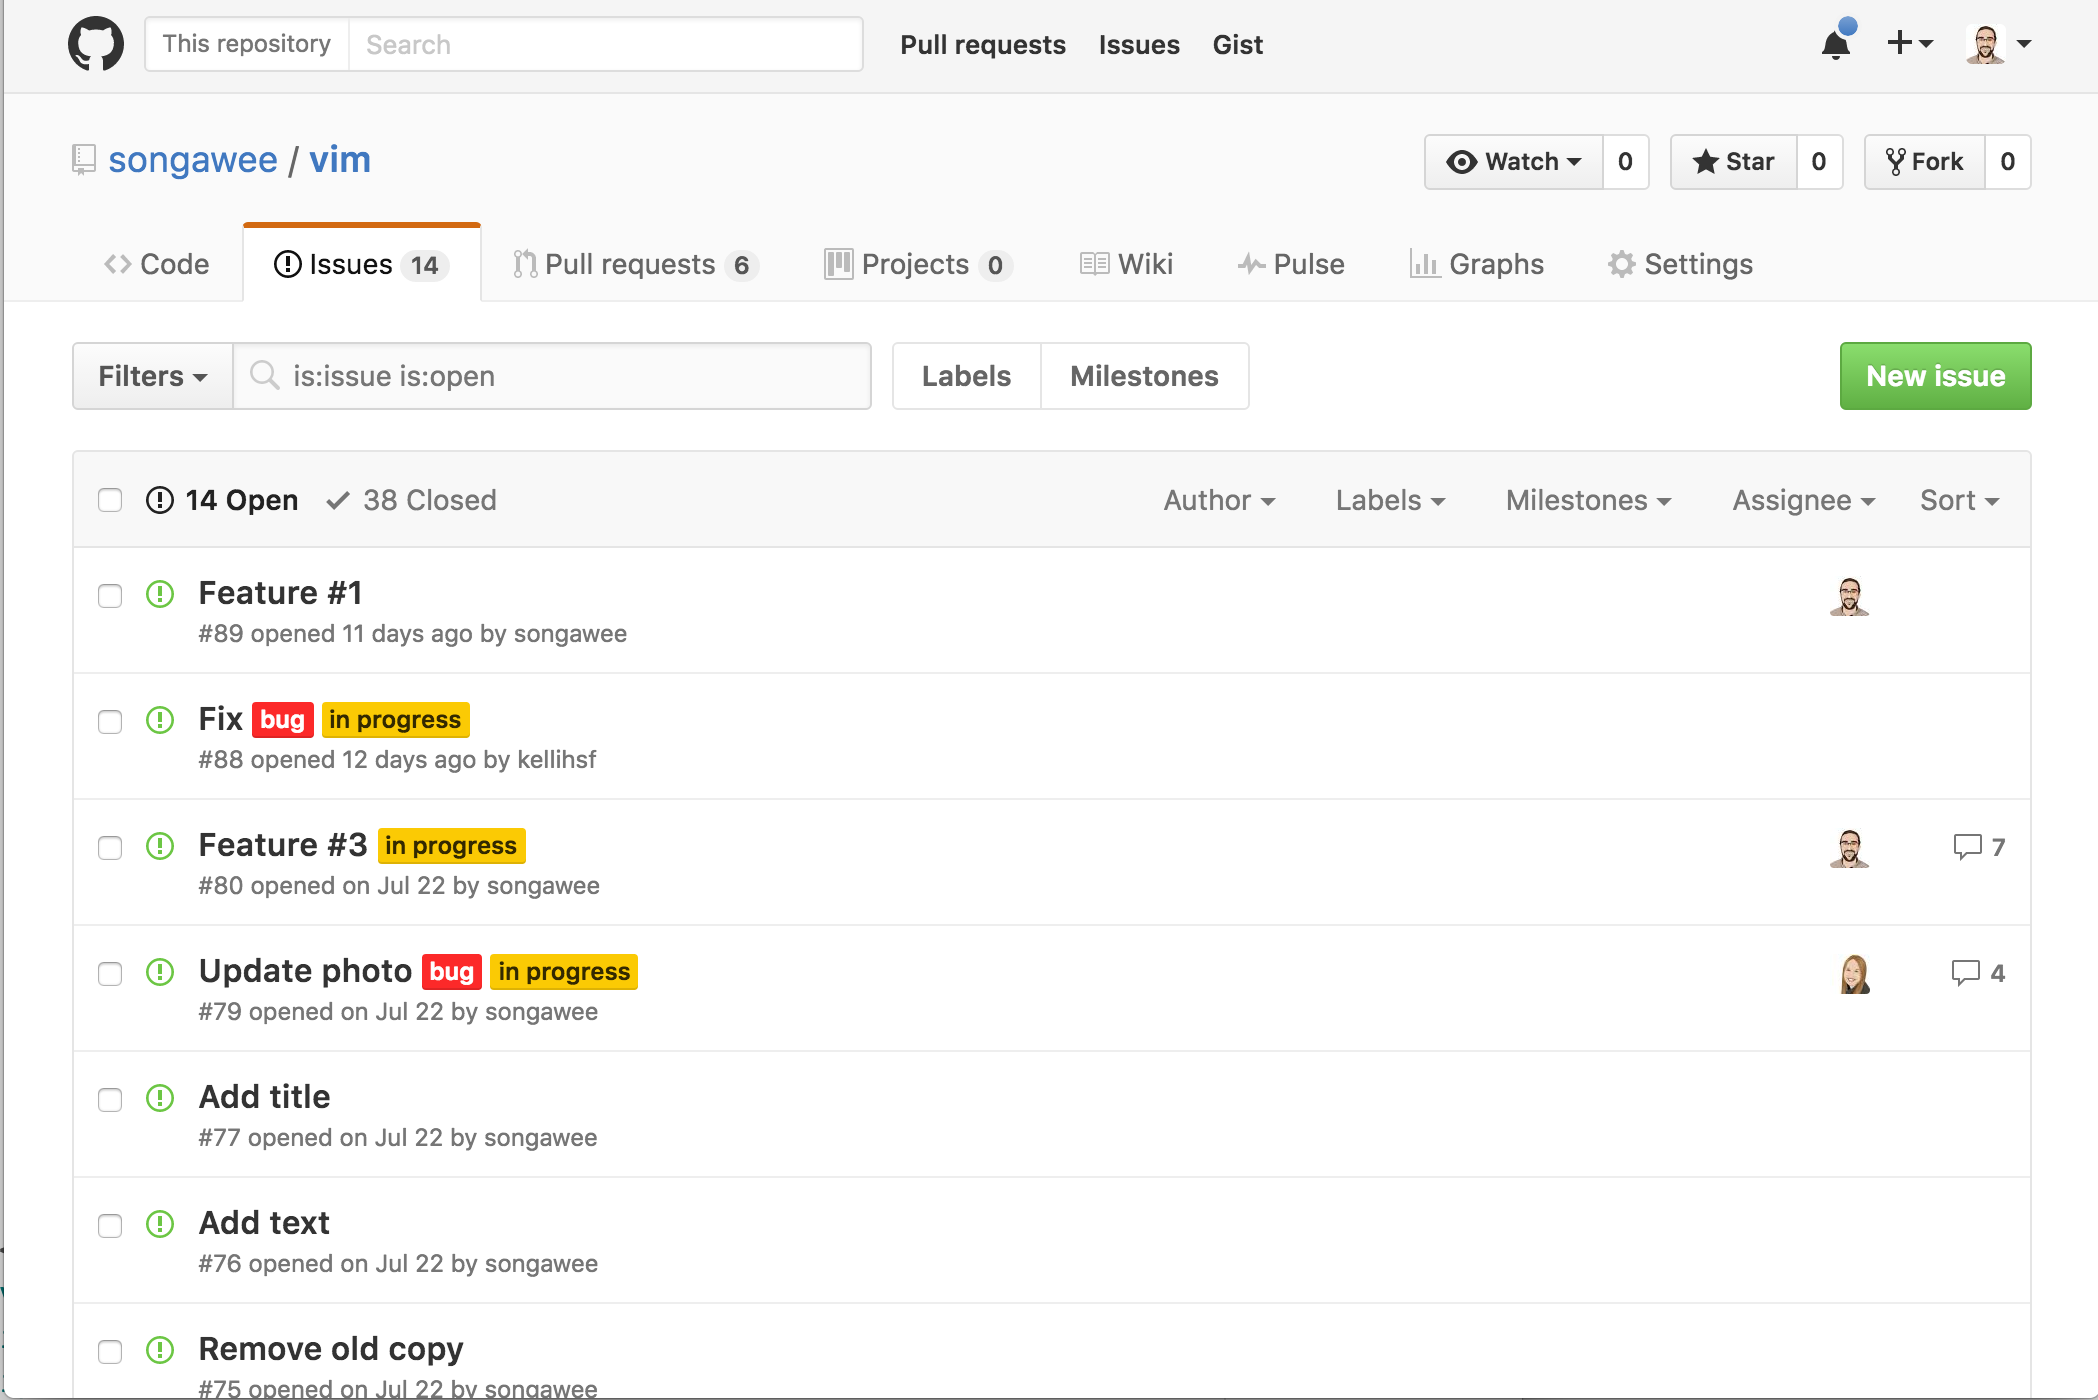 This repository Search Pull requests Issues Gist
songawee / vim Watch 0 Star 0 Fork 0
Code Issues 14 Pull requests 6 Projects 0 Wiki Pulse Graphs Settings
Filters is:issue is:open Labels Milestones New issue
14 Open 38 Closed Author Labels Milestones Assignee Sort
Feature #1
#89 opened 11 days ago by songawee
Fix bug in progress
#88 opened 12 days ago by kellihsf
Feature #3 in progress 7
#80 opened on Jul 22 by songawee
Update photo bug in progress 4
#79 opened on Jul 22 by songawee
Add title
#77 opened on Jul 22 by songawee
Add text
#76 opened on Jul 22 by songawee
Remove old copy
#75 opened on Jul 22 by songawee